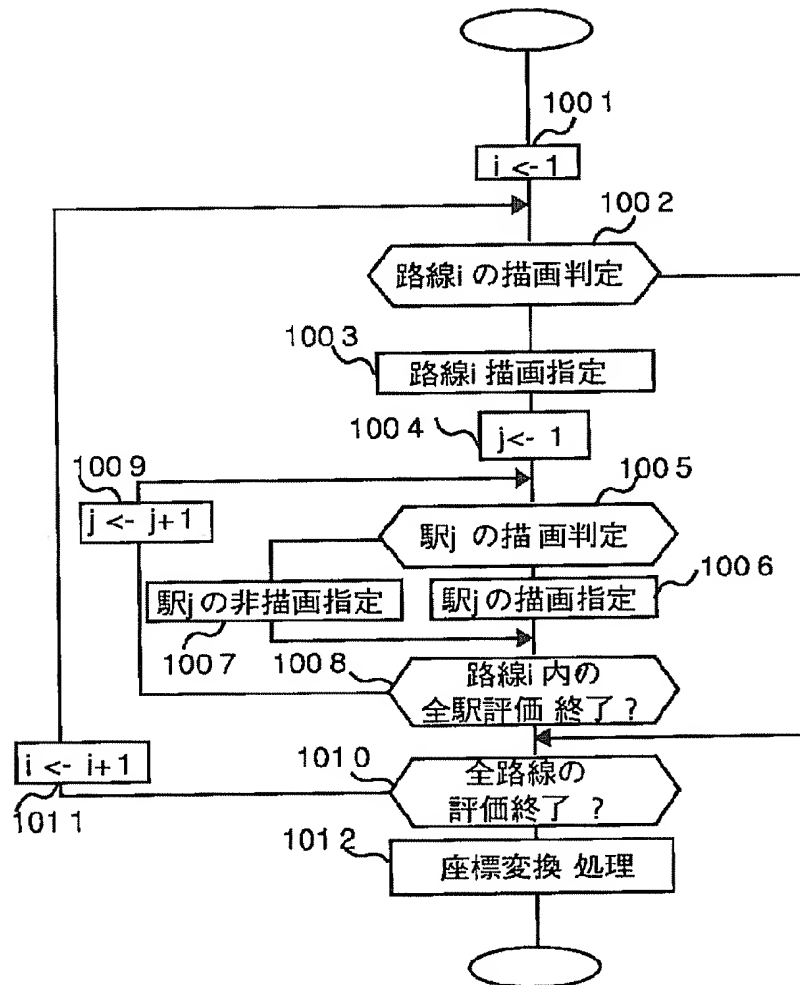 1001
i <- 1
1002
路線i の描画判定
1003
路線i 描画指定
1004
j<- 1
1009
j <- j+1
1005
駅j の描画判定
1006
駅jの非描画指定
駅jの描画指定
1007
1008
路線i 内の
全駅評価 終了?
i <- i+1
1011
1010
全路線の
評価終了 ?
1012
座標変換 処理